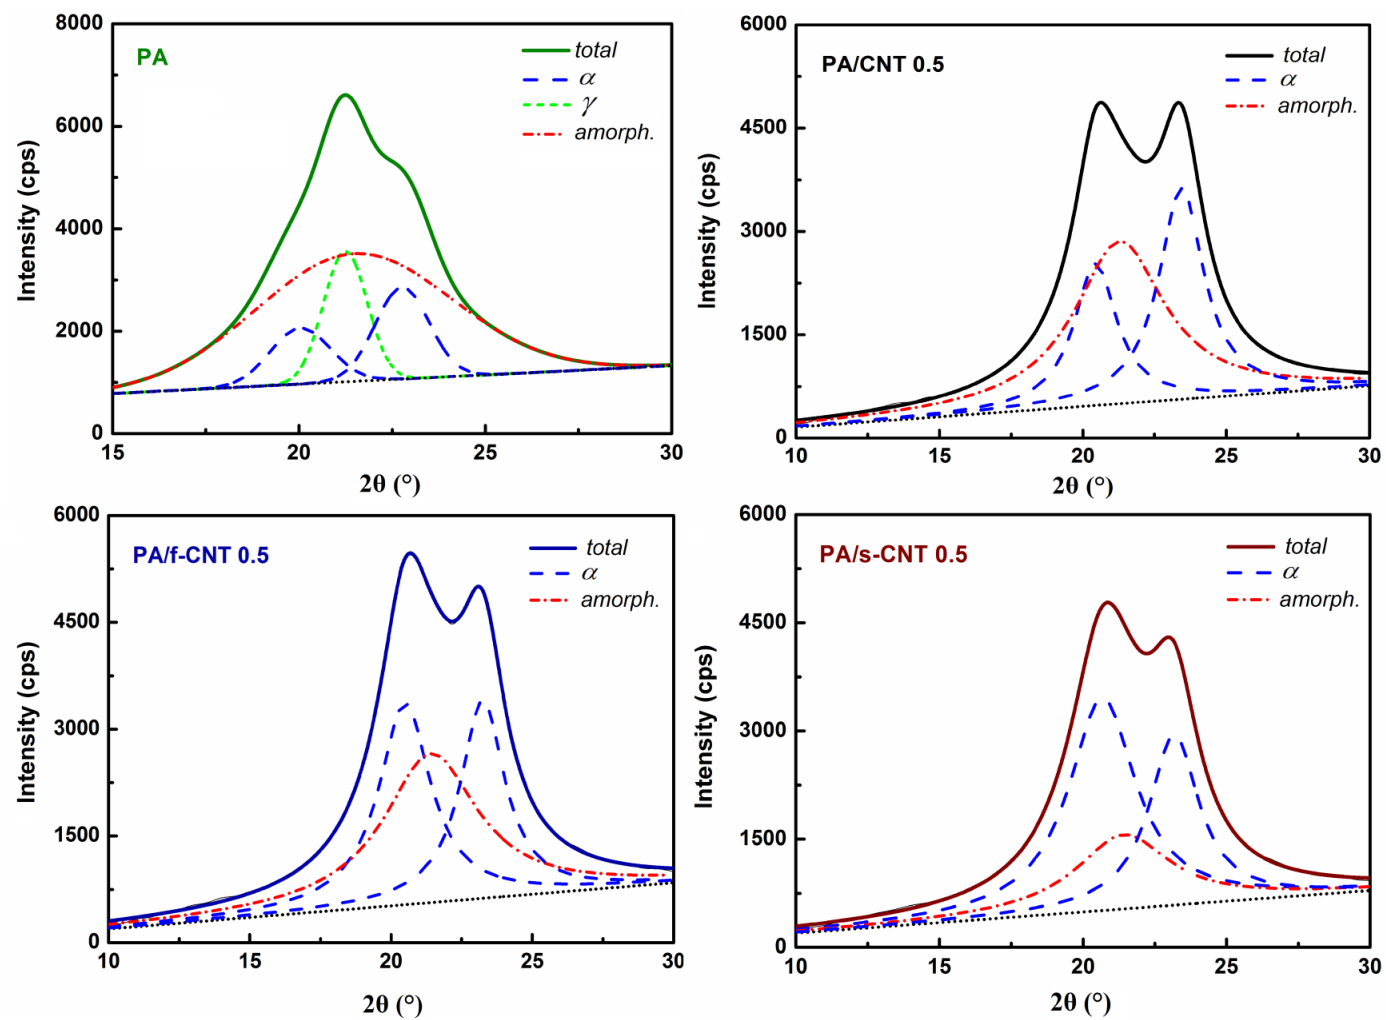 PA
total
α
γ
amorph.
8000
6000
4000
2000
0
Intensity (cps)
15 20 25 30
2θ (°)
PA/CNT 0.5
total
α
amorph.
6000
4500
3000
1500
0
Intensity (cps)
10 15 20 25 30
2θ (°)
PA/f-CNT 0.5
total
α
amorph.
6000
4500
3000
1500
0
Intensity (cps)
10 15 20 25 30
2θ (°)
PA/s-CNT 0.5
total
α
amorph.
6000
4500
3000
1500
0
Intensity (cps)
10 15 20 25 30
2θ (°)